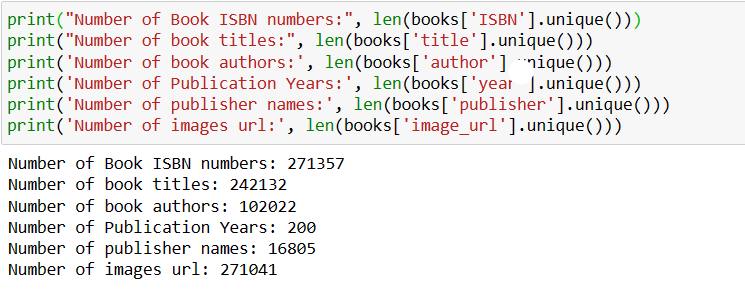 print("Number of Book ISBN numbers:", len(books['ISBN'].unique()))
print("Number of book titles:", len(books['title'].unique()))
print('Number of book authors:', len(books['author'].unique()))
print('Number of Publication Years:', len(books['year'].unique()))
print('Number of publisher names:', len(books['publisher'].unique()))
print('Number of images url:', len(books['image_url'].unique()))
Number of Book ISBN numbers: 271357
Number of book titles: 242132
Number of book authors: 102022
Number of Publication Years: 200
Number of publisher names: 16805
Number of images url: 271041